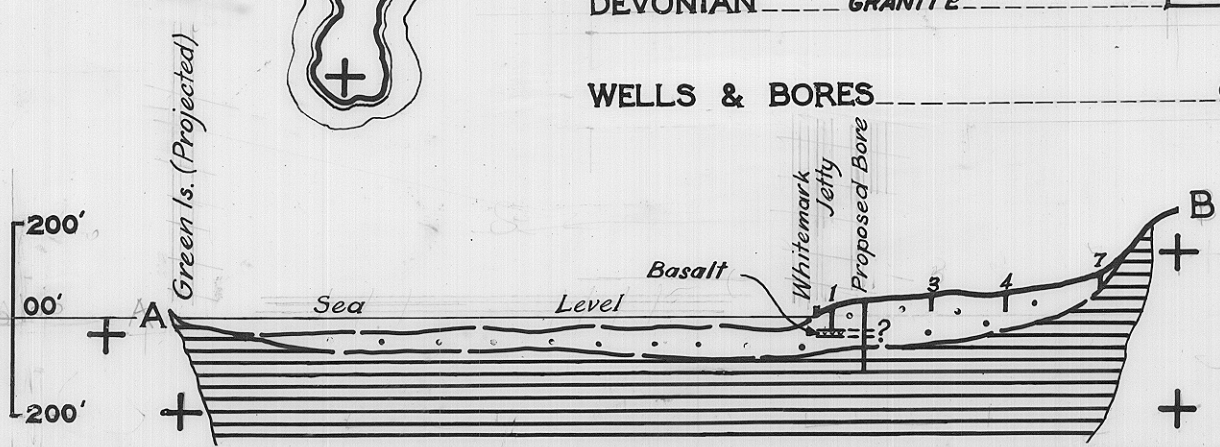 DEVONIAN GRANITE
WELLS & BORES
Green Is. (Projected)
Whitemark
Jetty
Proposed Bore
200'
B
Basalt
7
1
3
4
00'
A
Sea Level
?
200'